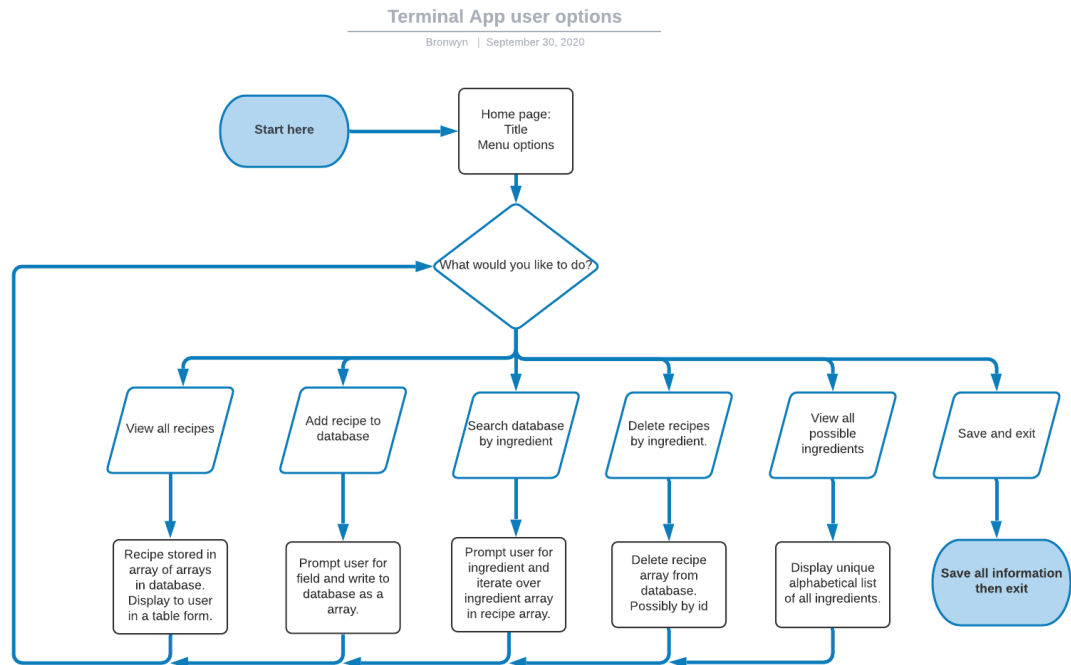 Terminal App user options
Bronwyn | September 30, 2020
Start here
Home page:
Title
Menu options
What would you like to do?
View all recipes
Add recipe to
database
Search database
by ingredient
Delete recipes
by ingredient.
View all
possible
ingredients
Save and exit
Recipe stored in
array of arrays
in database.
Display to user
in a table form.
Prompt user for
field and write to
database as a
array.
Prompt user for
ingredient and
iterate over
ingredient array
in recipe array.
Delete recipe
array from
database.
Possibly by id
Display unique
alphabetical list
of all ingredients.
Save all information
then exit